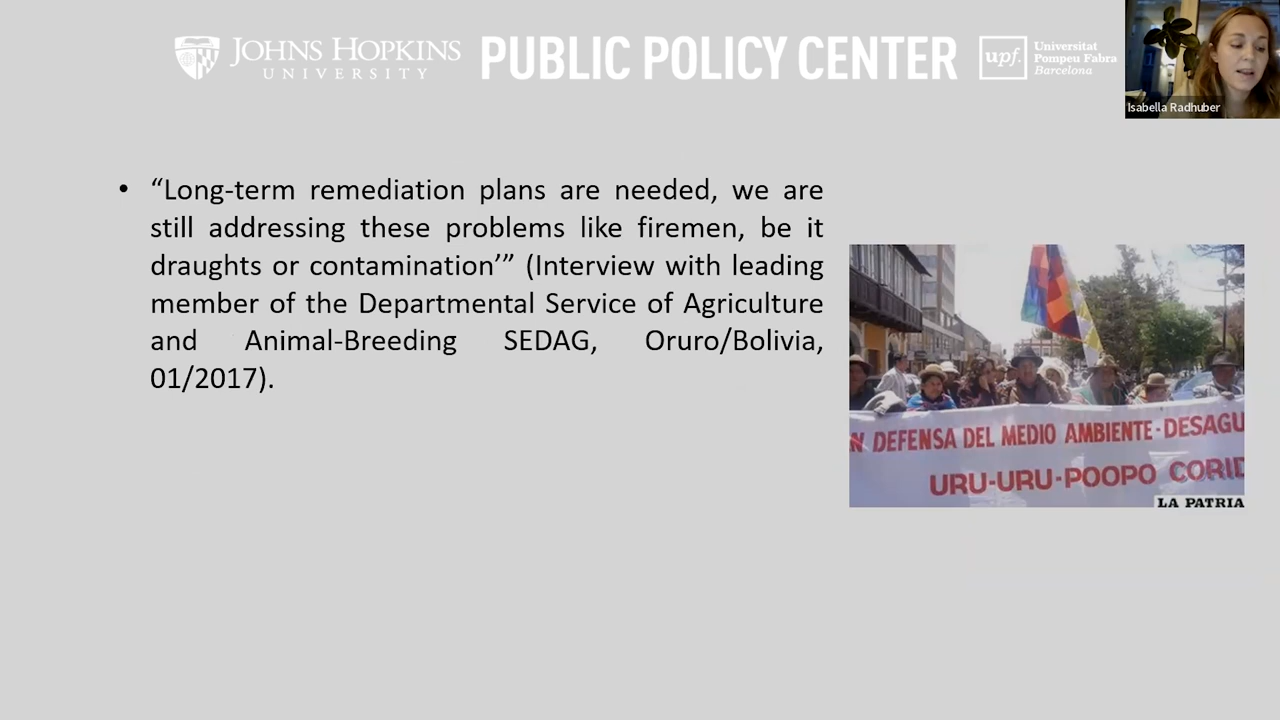 JOHNS HOPKINS
UNIVERSITY
PUBLIC POLICY CENTER
upf.
Universitat
Pompeu Fabra
Barcelona
Isabella Radhuber
• “Long-term remediation plans are needed, we are
still addressing these problems like firemen, be it
draughts or contamination’” (Interview with leading
member of the Departmental Service of Agriculture
and Animal-Breeding SEDAG, Oruro/Bolivia,
01/2017).
N DEFENSA DEL MEDIO AMBIENTE-DESAGU
URU-URU-POOPO CORID
LA PATRIA